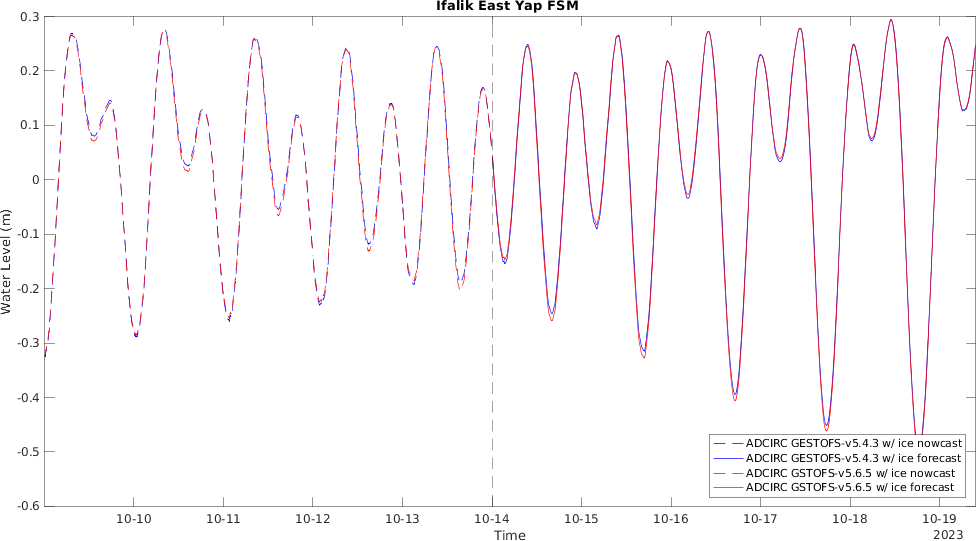 Ifalik East Yap FSM
0.3
0.2
0.1
0
-0.1
-0.2
-0.3
-0.4
-0.5
-0.6
Water Level (m)
10-10 10-11 10-12 10-13 10-14 10-15 10-16 10-17 10-18 10-19
2023
Time
ADCIRC GESTOFS-v5.4.3 w/ ice nowcast
ADCIRC GESTOFS-v5.4.3 w/ ice forecast
ADCIRC GSTOFS-v5.6.5 w/ ice nowcast
ADCIRC GSTOFS-v5.6.5 w/ ice forecast